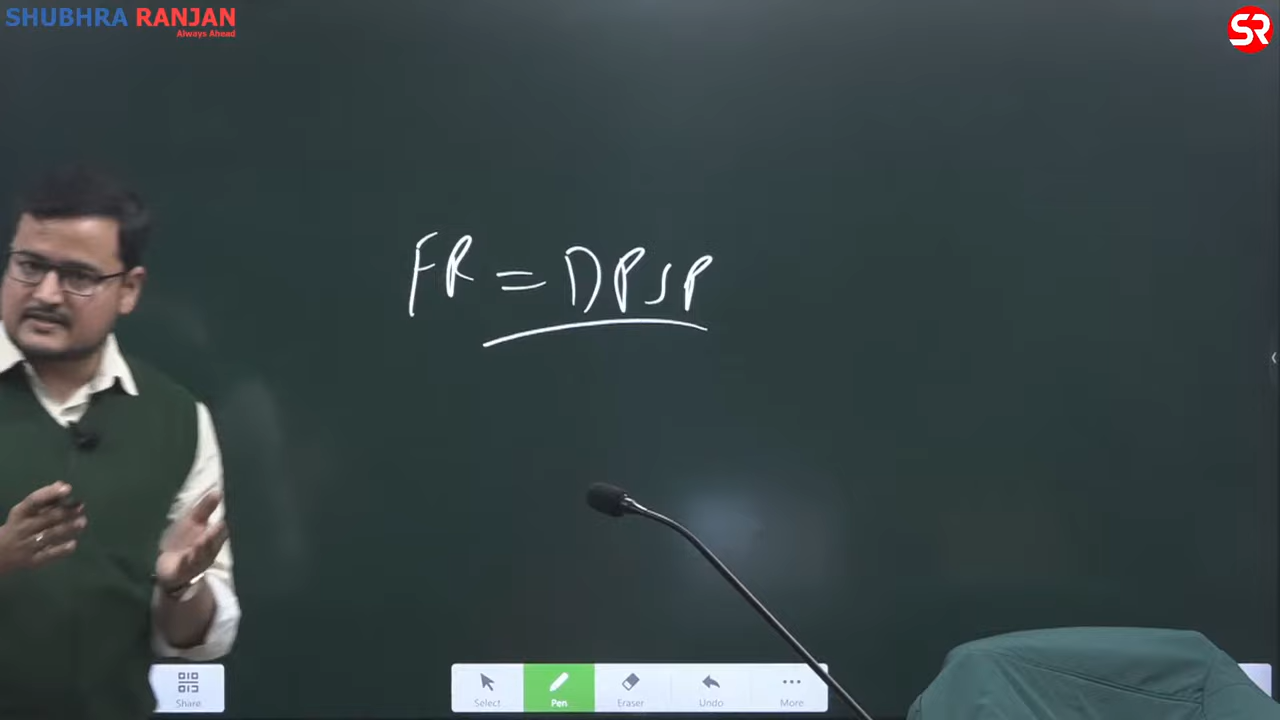 SHUBHRA RANJAN
Always Ahead
SR
FR = DPSP
Share
Select
Pen
Eraser
Undo
More